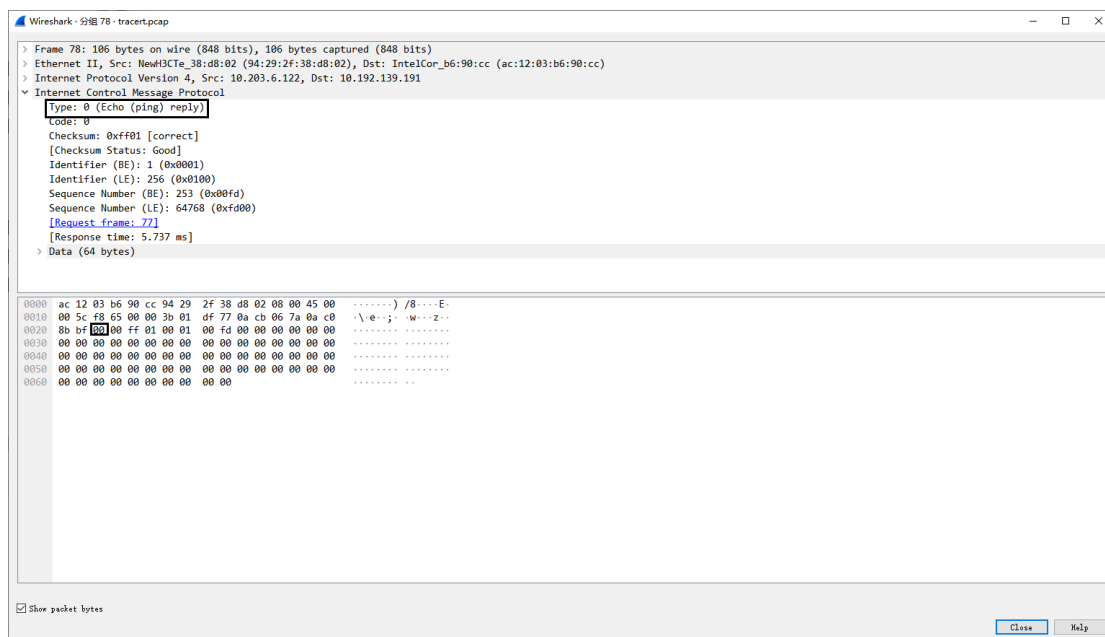 Wireshark · 分组 78 · tracert.pcap
Frame 78: 106 bytes on wire (848 bits), 106 bytes captured (848 bits)
Ethernet II, Src: NewH3CTe_38:d8:02 (94:29:2f:38:d8:02), Dst: IntelCor_b6:90:cc (ac:12:03:b6:90:cc)
Internet Protocol Version 4, Src: 10.203.6.122, Dst: 10.192.139.191
Internet Control Message Protocol
Type: 0 (Echo (ping) reply)
Code: 0
Checksum: 0xff01 [correct]
[Checksum Status: Good]
Identifier (BE): 1 (0x0001)
Identifier (LE): 256 (0x0100)
Sequence Number (BE): 253 (0x00fd)
Sequence Number (LE): 64768 (0xfd00)
[Request frame: 77]
[Response time: 5.737 ms]
Data (64 bytes)
0000 ac 12 03 b6 90 cc 94 29 2f 38 d8 02 08 00 45 00 ·······) /8····E·
0010 00 5c f8 65 00 00 3b 01 df 77 0a cb 06 7a 0a c0 ·\·e··;· ·w···z··
0020 8b bf 00 00 ff 01 00 01 00 fd 00 00 00 00 00 00 ········ ········
0030 00 00 00 00 00 00 00 00 00 00 00 00 00 00 00 00 ········ ········
0040 00 00 00 00 00 00 00 00 00 00 00 00 00 00 00 00 ········ ········
0050 00 00 00 00 00 00 00 00 00 00 00 00 00 00 00 00 ········ ········
0060 00 00 00 00 00 00 00 00 00 00 ········ ··
Show packet bytes
Close Help